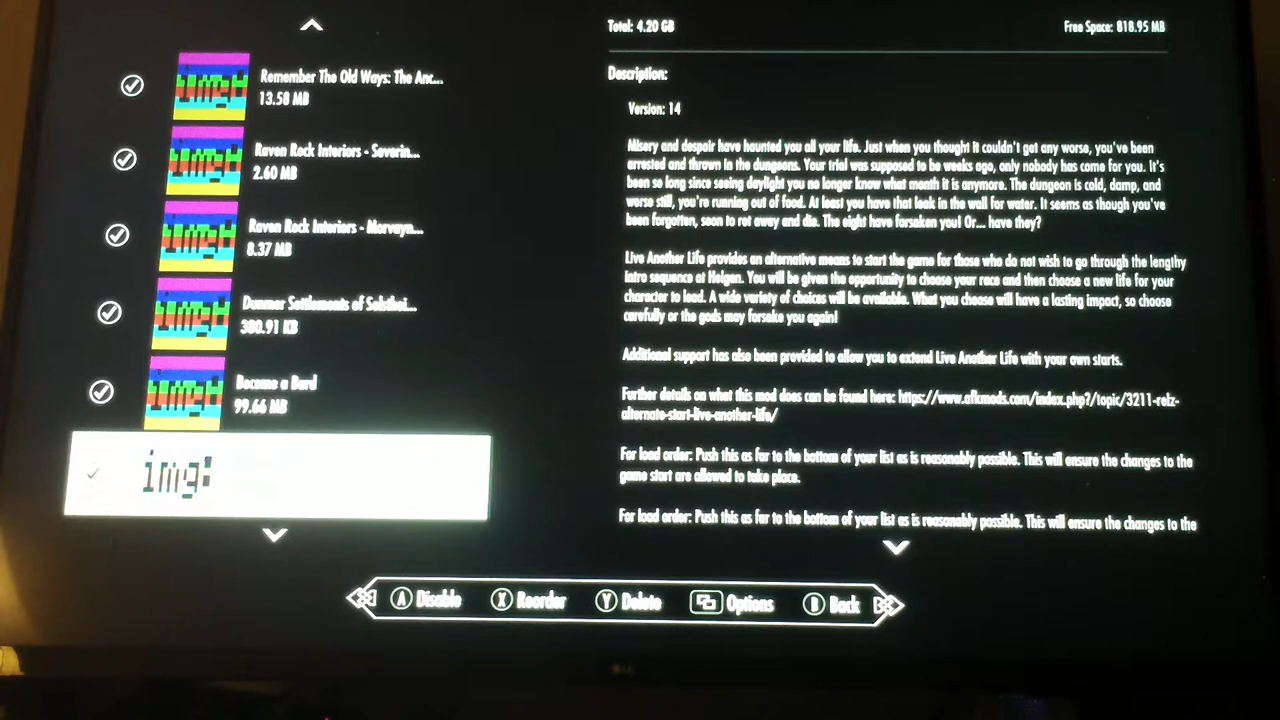 Total: 4.20 GB
Free Space: 818.95 MB
Remember The Old Ways: The Anc...
13.58 MB
Raven Rock Interiors - Severin...
2.60 MB
Raven Rock Interiors - Morvayn...
8.37 MB
Dunmer Settlements of Solsthei...
300.91 KB
Become a Bard
99.66 MB
img:
Description:
Version: 14
Misery and despair have haunted you all your life. Just when you thought it couldn't get any worse, you've been
arrested and thrown in the dungeons. Your trial was supposed to be weeks ago, only nobody has come for you. It's
been so long since seeing daylight you no longer know what month it is anymore. The dungeon is cold, damp, and
worse still, you're running out of food. At least you have that leak in the wall for water. It seems as though you've
been forgotten, soon to rot away and die. The eight have forsaken you! Or... have they?
Live Another Life provides an alternative means to start the game for those who do not wish to go through the lengthy
intro sequence at Helgen. You will be given the opportunity to choose your race and then choose a new life for your
character to lead. A wide variety of choices will be available. What you choose will have a lasting impact, so choose
carefully or the gods may forsake you again!
Additional support has also been provided to allow you to extend Live Another Life with your own starts.
Further details on what this mod does can be found here: https://www.afkmods.com/index.php?/topic/3211-relz-
alternate-start-live-another-life/
For load order: Push this as far to the bottom of your list as is reasonably possible. This will ensure the changes to the
game start are allowed to take place.
For load order: Push this as far to the bottom of your list as is reasonably possible. This will ensure the changes to the
A Disable X Reorder Y Delete Options B Back
LG